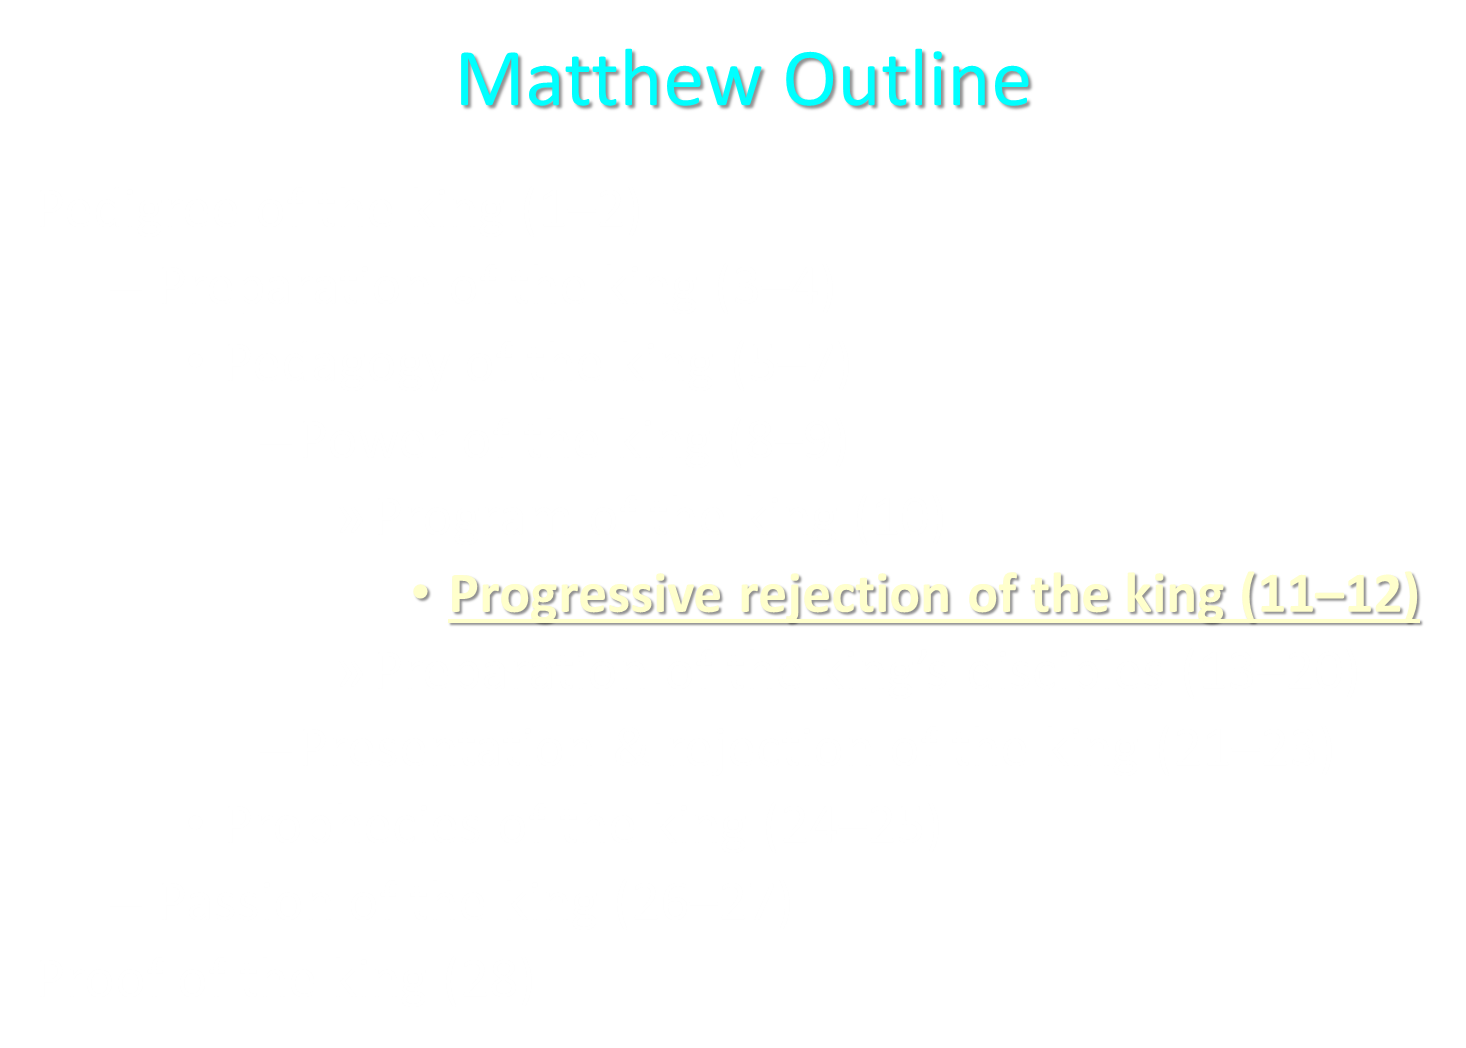 Matthew Outline
• Progressive rejection of the king (11–12)